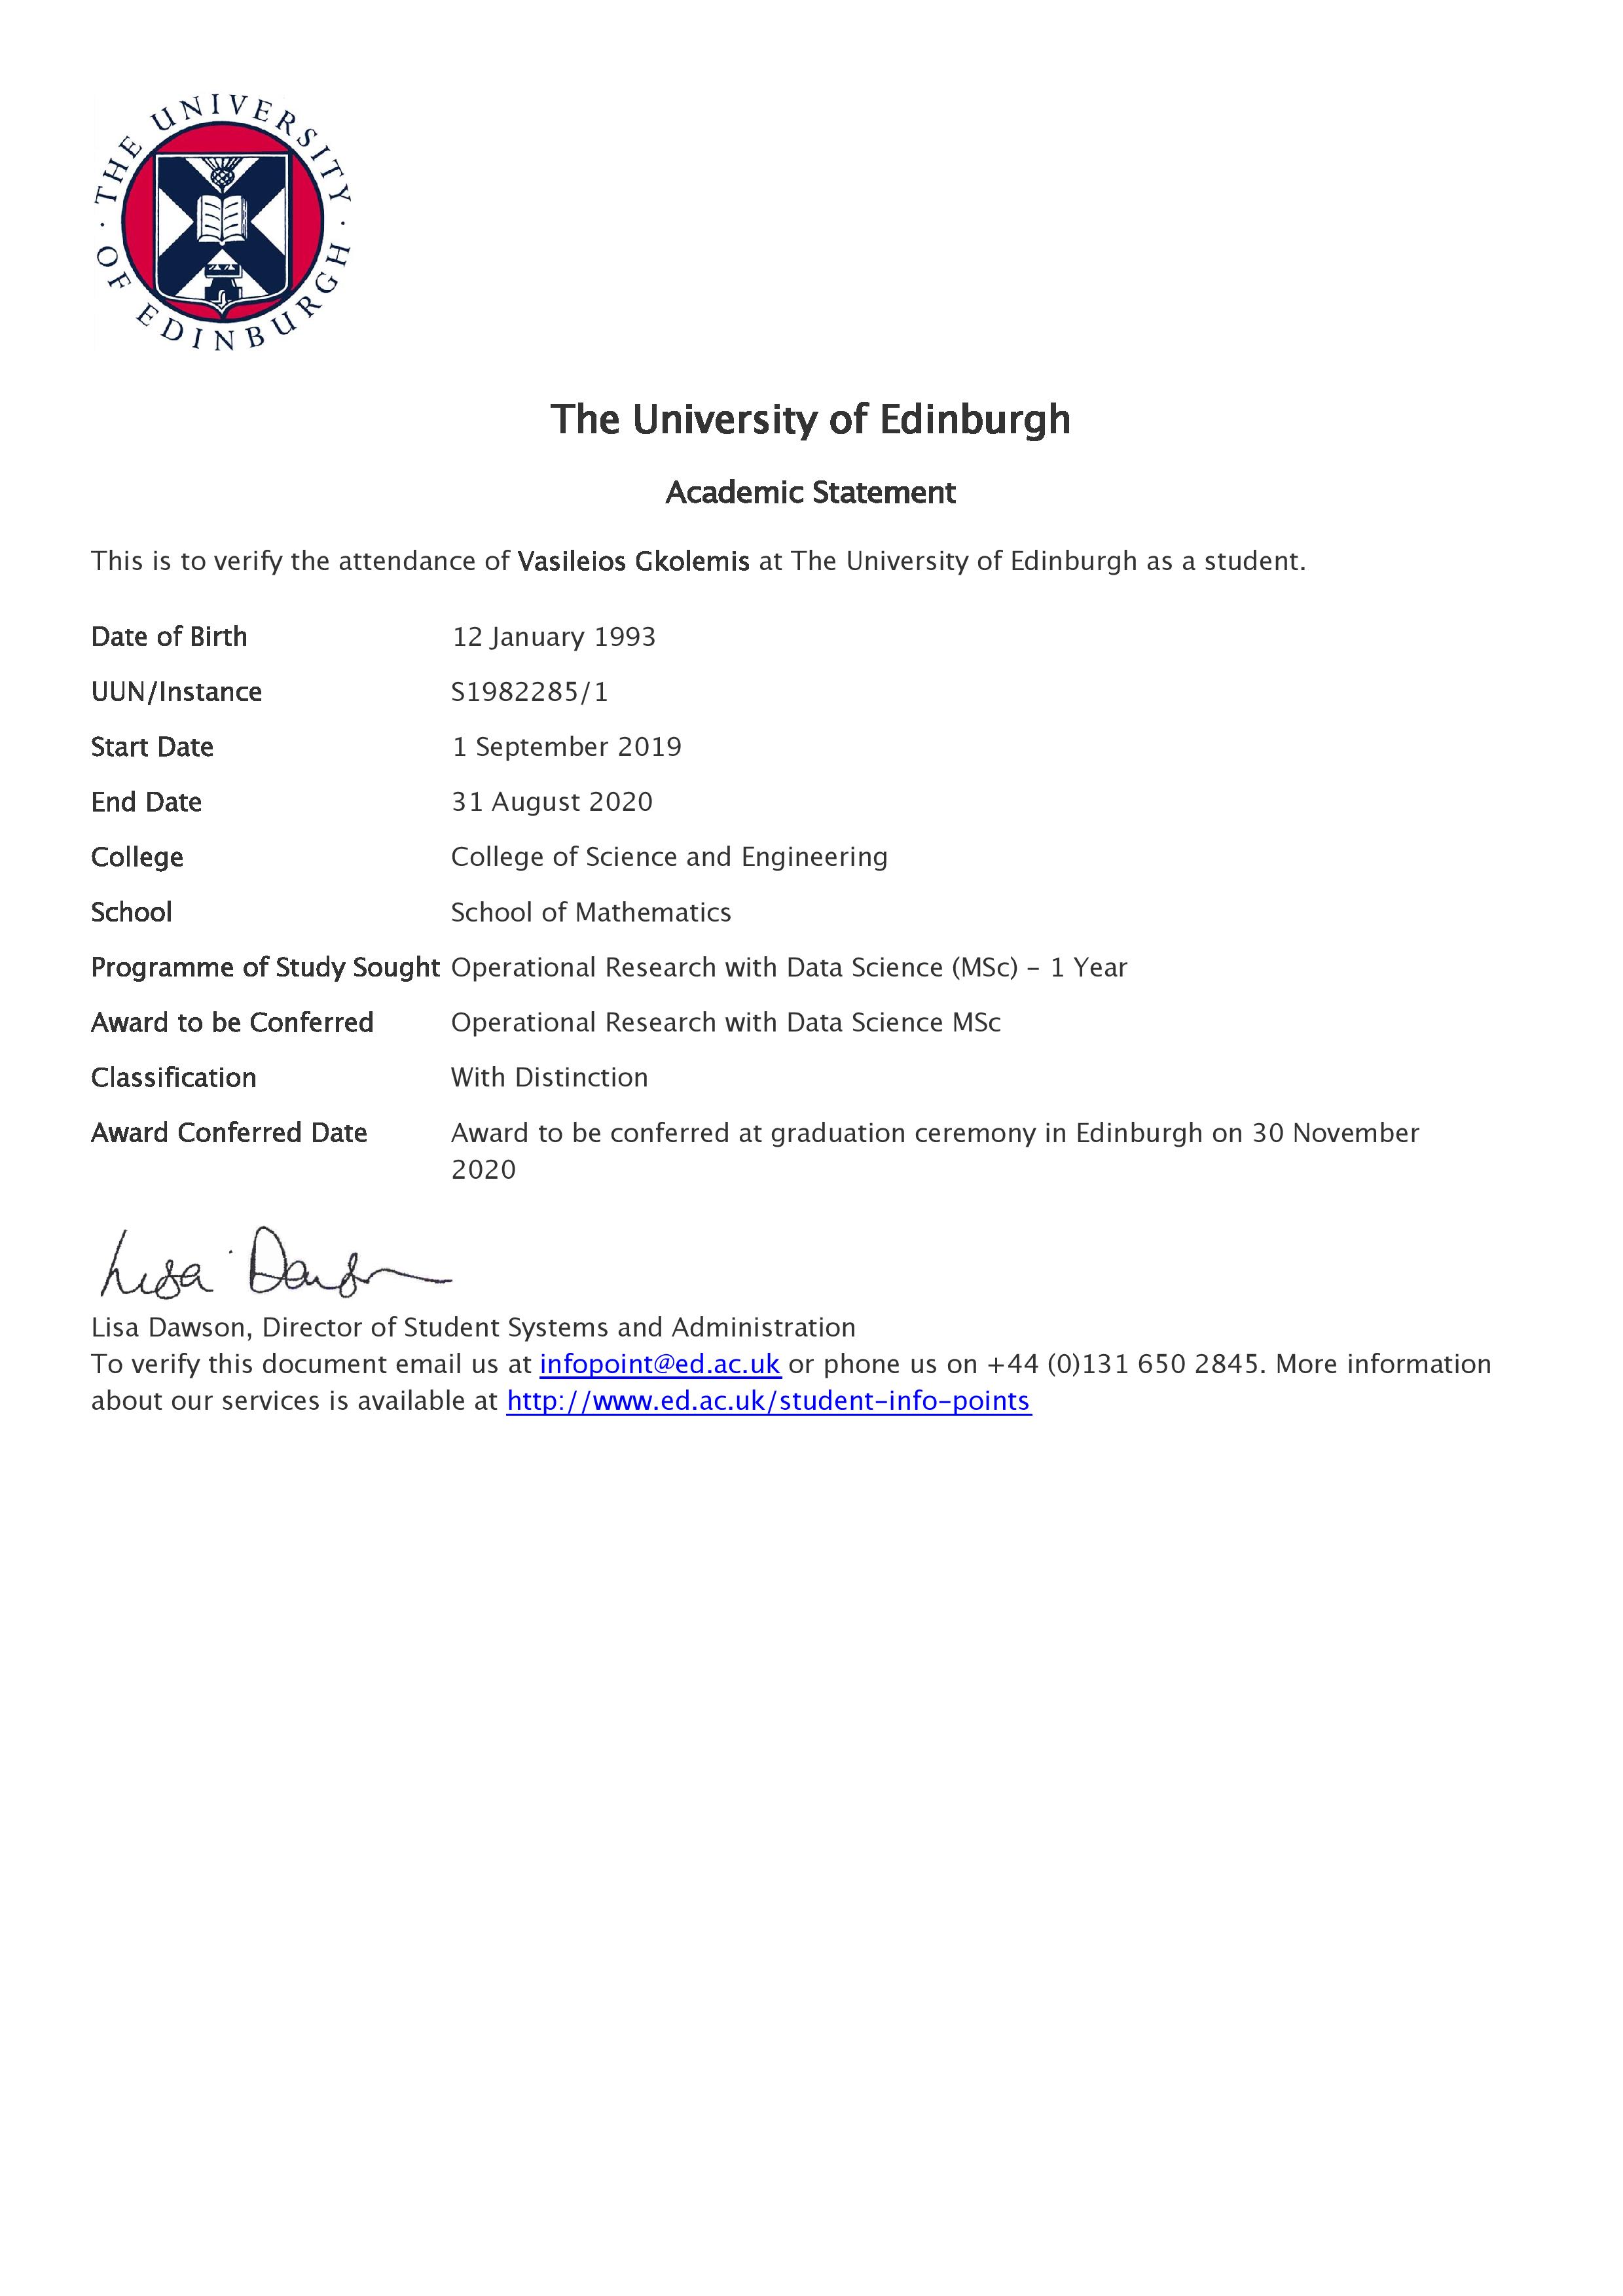 THE UNIVERSITY OF EDINBURGH
The University of Edinburgh
Academic Statement
This is to verify the attendance of Vasileios Gkolemis at The University of Edinburgh as a student.
Date of Birth 12 January 1993
UUN/Instance S1982285/1
Start Date 1 September 2019
End Date 31 August 2020
College College of Science and Engineering
School School of Mathematics
Programme of Study Sought Operational Research with Data Science (MSc) - 1 Year
Award to be Conferred Operational Research with Data Science MSc
Classification With Distinction
Award Conferred Date Award to be conferred at graduation ceremony in Edinburgh on 30 November
2020
Lisa Dawson
Lisa Dawson, Director of Student Systems and Administration
To verify this document email us at infopoint@ed.ac.uk or phone us on +44 (0)131 650 2845. More information
about our services is available at http://www.ed.ac.uk/student-info-points